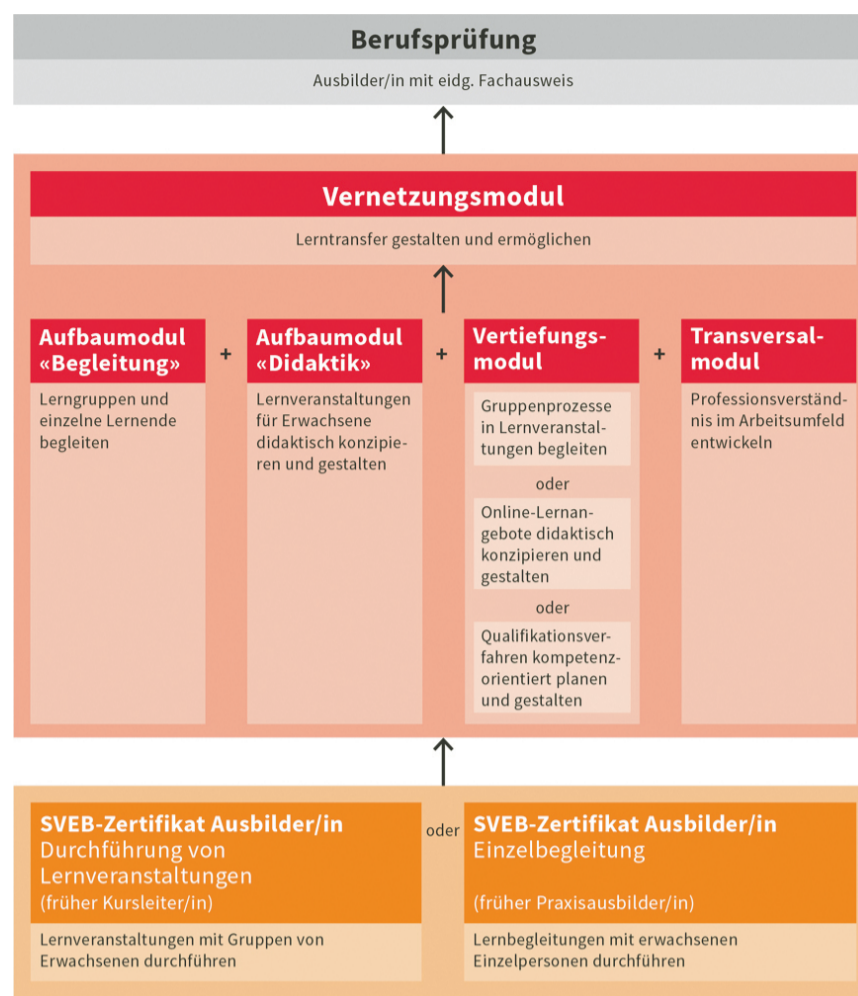 Berufsprüfung
Ausbilder/in mit eidg. Fachausweis
Vernetzungsmodul
Lerntransfer gestalten und ermöglichen
Aufbaumodul
«Begleitung»
Lerngruppen und
einzelne Lernende
begleiten
+
Aufbaumodul
«Didaktik»
Lernveranstaltungen
für Erwachsene
didaktisch konzipie-
ren und gestalten
+
Vertiefungs-
modul
Gruppenprozesse
in Lernveranstal-
tungen begleiten
oder
Online-Lernan-
gebote didaktisch
konzipieren und
gestalten
oder
Qualifikationsver-
fahren kompetenz-
orientiert planen
und gestalten
+
Transversal-
modul
Professionsverständ-
nis im Arbeitsumfeld
entwickeln
SVEB-Zertifikat Ausbilder/in
Durchführung von
Lernveranstaltungen
(früher Kursleiter/in)
Lernveranstaltungen mit Gruppen von
Erwachsenen durchführen
oder
SVEB-Zertifikat Ausbilder/in
Einzelbegleitung
(früher Praxisausbilder/in)
Lernbegleitungen mit erwachsenen
Einzelpersonen durchführen